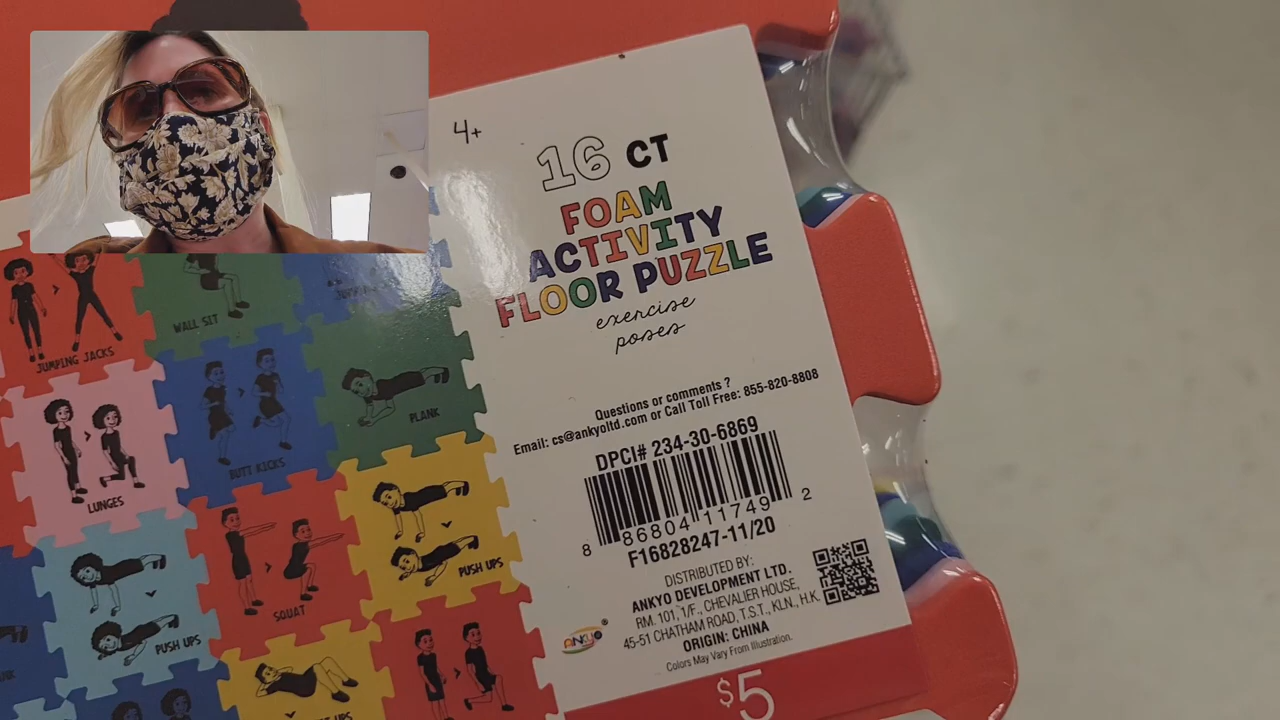 4+
16 CT
FOAM
ACTIVITY
FLOOR PUZZLE
exercise
poses
Questions or comments ?
Email: cs@ankyoltd.com or Call Toll Free: 855-820-8808
DPCI# 234-30-6869
8 86804 11749 2
F16828247-11/20
DISTRIBUTED BY:
ANKYO DEVELOPMENT LTD.
RM. 101, 1/F., CHEVALIER HOUSE,
45-51 CHATHAM ROAD, T.S.T., KLN., H.K.
ORIGIN: CHINA
Colors May Vary From Illustration.
ANKYO®
$5
JUMPING JACKS
WALL SIT
LUNGES
BUTT KICKS
PLANK
PUSH UPS
SQUAT
PUSH UPS